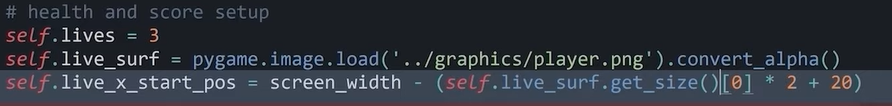 # health and score setup
self.lives = 3
self.live_surf = pygame.image.load('../graphics/player.png').convert_alpha()
self.live_x_start_pos = screen_width - (self.live_surf.get_size()[0] * 2 + 20)